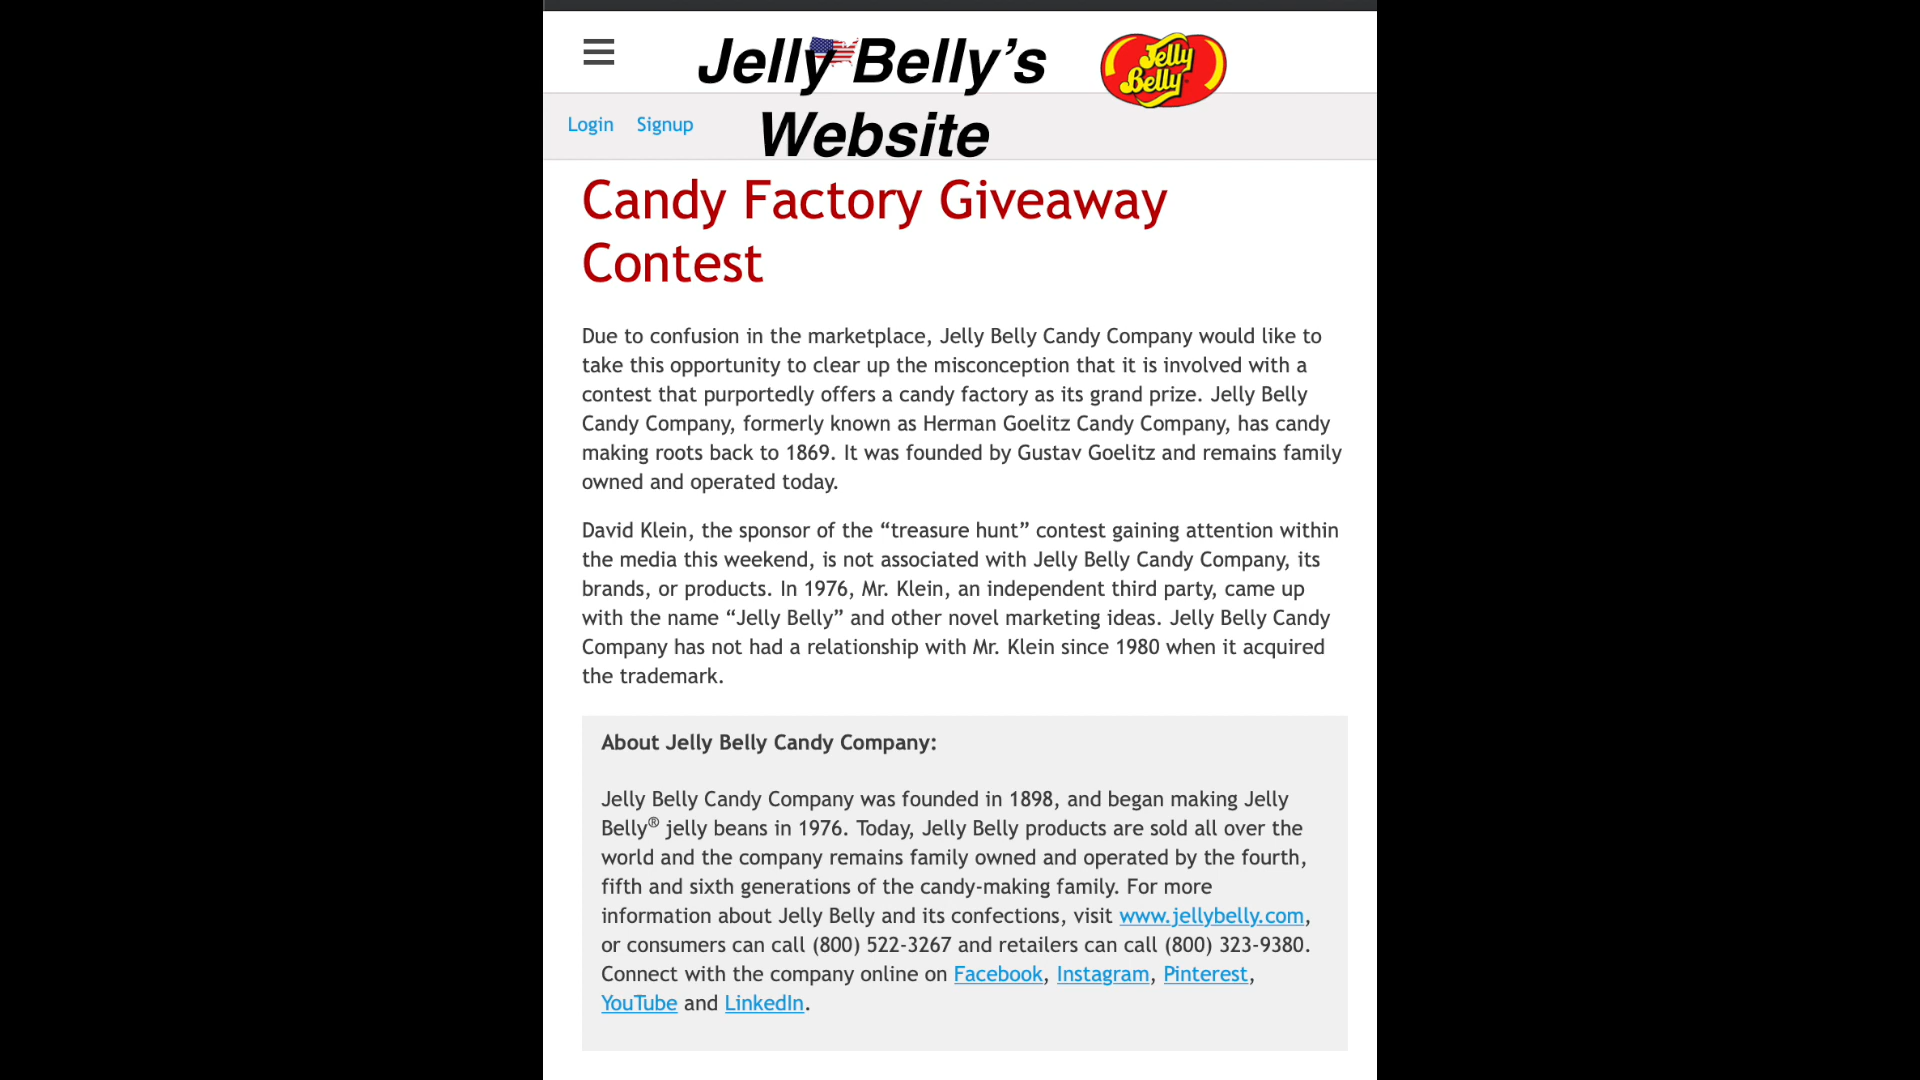 Jelly Belly’s
Jelly
Belly
Login Signup
Website
Candy Factory Giveaway
Contest
Due to confusion in the marketplace, Jelly Belly Candy Company would like to
take this opportunity to clear up the misconception that it is involved with a
contest that purportedly offers a candy factory as its grand prize. Jelly Belly
Candy Company, formerly known as Herman Goelitz Candy Company, has candy
making roots back to 1869. It was founded by Gustav Goelitz and remains family
owned and operated today.
David Klein, the sponsor of the “treasure hunt” contest gaining attention within
the media this weekend, is not associated with Jelly Belly Candy Company, its
brands, or products. In 1976, Mr. Klein, an independent third party, came up
with the name “Jelly Belly” and other novel marketing ideas. Jelly Belly Candy
Company has not had a relationship with Mr. Klein since 1980 when it acquired
the trademark.
About Jelly Belly Candy Company:
Jelly Belly Candy Company was founded in 1898, and began making Jelly
Belly® jelly beans in 1976. Today, Jelly Belly products are sold all over the
world and the company remains family owned and operated by the fourth,
fifth and sixth generations of the candy-making family. For more
information about Jelly Belly and its confections, visit www.jellybelly.com,
or consumers can call (800) 522-3267 and retailers can call (800) 323-9380.
Connect with the company online on Facebook, Instagram, Pinterest,
YouTube and LinkedIn.